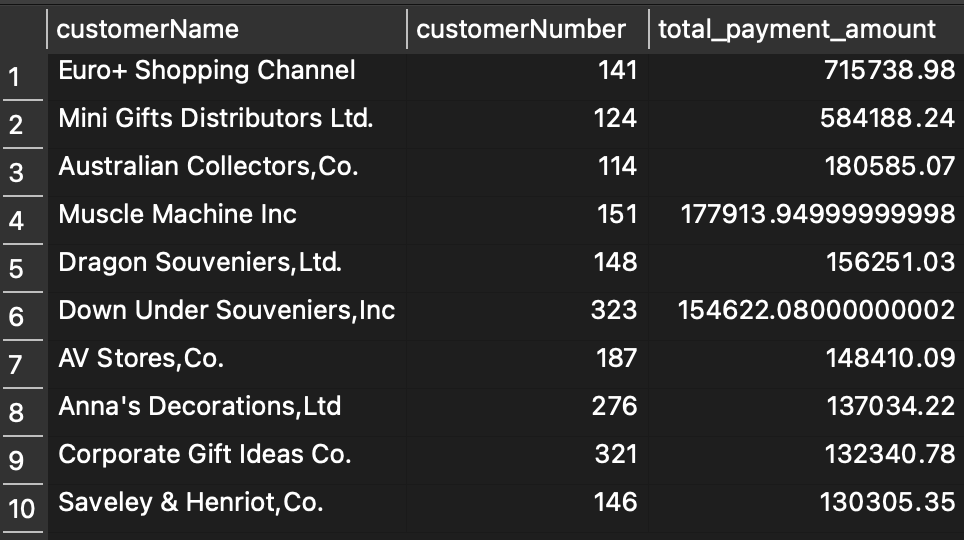 customerName customerNumber total_payment_amount
1 Euro+ Shopping Channel 141 715738.98
2 Mini Gifts Distributors Ltd. 124 584188.24
3 Australian Collectors,Co. 114 180585.07
4 Muscle Machine Inc 151 177913.94999999998
5 Dragon Souveniers,Ltd. 148 156251.03
6 Down Under Souveniers,Inc 323 154622.08000000002
7 AV Stores,Co. 187 148410.09
8 Anna's Decorations,Ltd 276 137034.22
9 Corporate Gift Ideas Co. 321 132340.78
10 Saveley & Henriot,Co. 146 130305.35